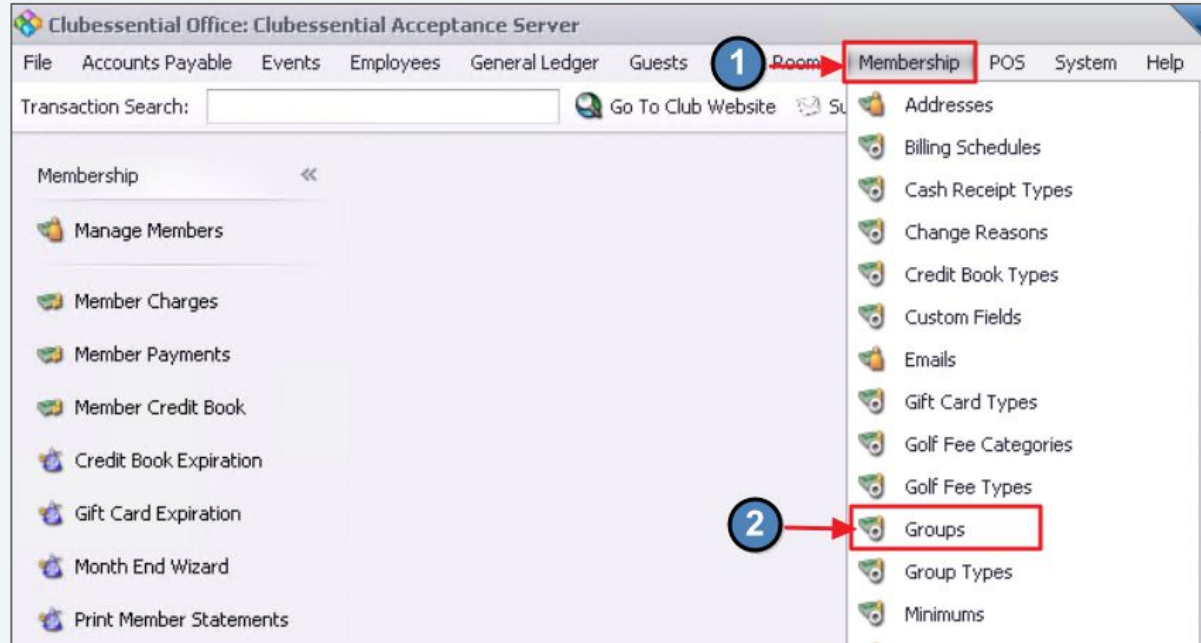 Clubessential Office: Clubessential Acceptance Server
File Accounts Payable Events Employees General Ledger Guests 1 Room Membership POS System Help
Transaction Search: Go To Club Website Su
Membership
Manage Members
Member Charges
Member Payments
Member Credit Book
Credit Book Expiration
Gift Card Expiration
Month End Wizard
Print Member Statements
Addresses
Billing Schedules
Cash Receipt Types
Change Reasons
Credit Book Types
Custom Fields
Emails
Gift Card Types
Golf Fee Categories
Golf Fee Types
2 Groups
Group Types
Minimums